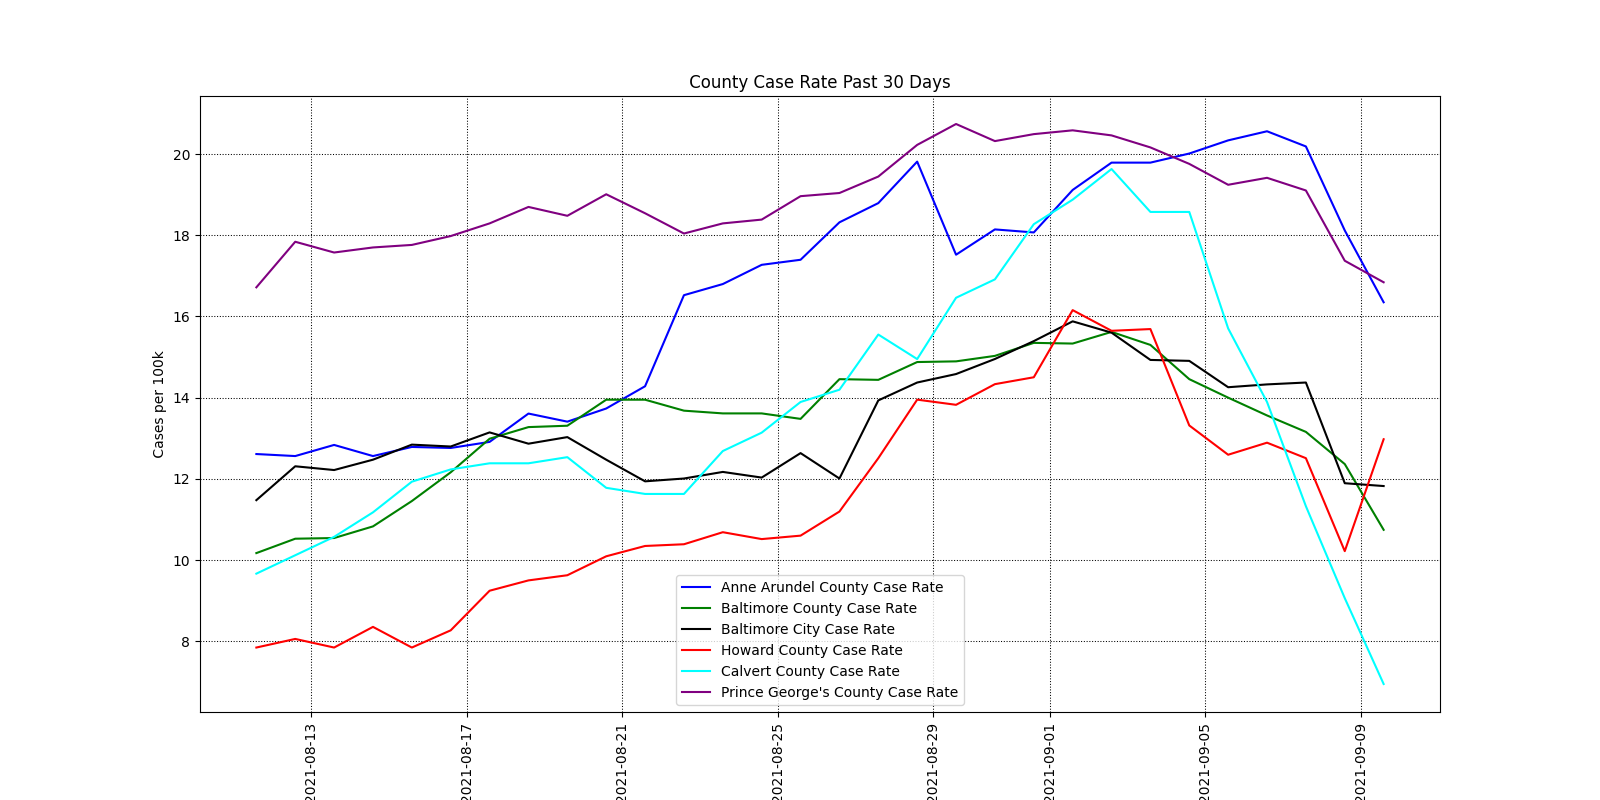 County Case Rate Past 30 Days
Cases per 100k
20
18
16
14
12
10
8
Anne Arundel County Case Rate
Baltimore County Case Rate
Baltimore City Case Rate
Howard County Case Rate
Calvert County Case Rate
Prince George's County Case Rate
2021-08-13
2021-08-17
2021-08-21
2021-08-25
2021-08-29
2021-09-01
2021-09-05
2021-09-09